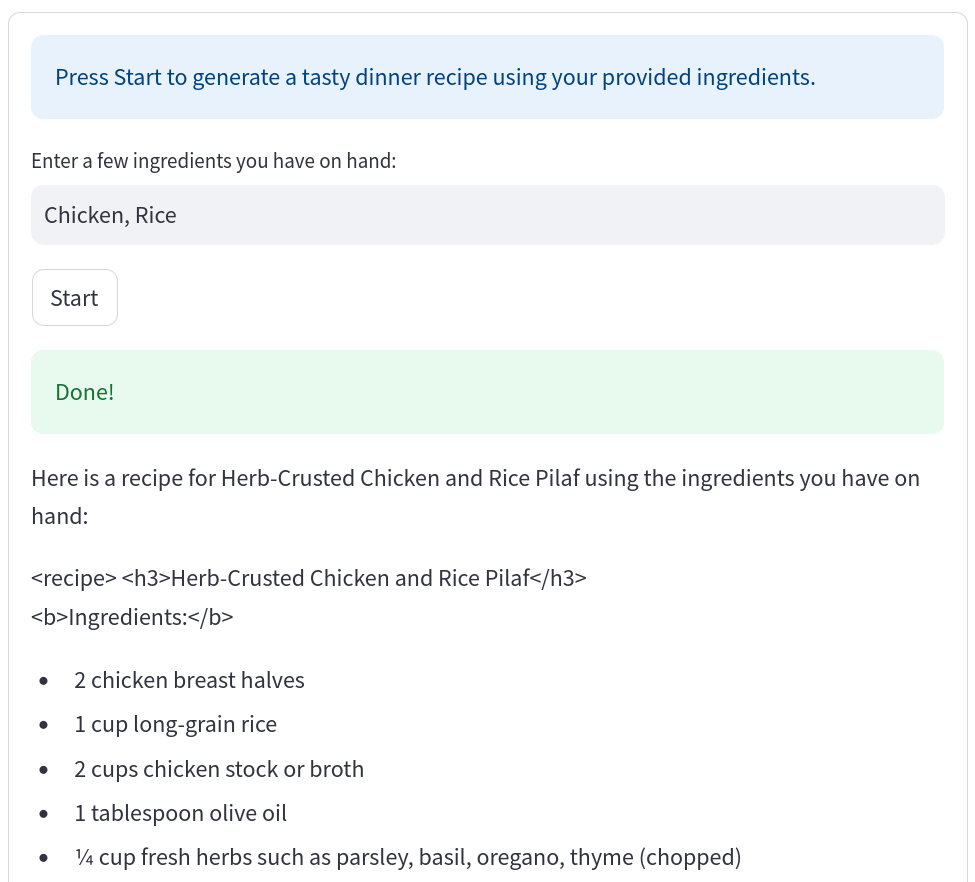 Press Start to generate a tasty dinner recipe using your provided ingredients.
Enter a few ingredients you have on hand:
Chicken, Rice
Start
Done!
Here is a recipe for Herb-Crusted Chicken and Rice Pilaf using the ingredients you have on
hand:
<recipe> <h3>Herb-Crusted Chicken and Rice Pilaf</h3>
<b>Ingredients:</b>
• 2 chicken breast halves
• 1 cup long-grain rice
• 2 cups chicken stock or broth
• 1 tablespoon olive oil
• ¼ cup fresh herbs such as parsley, basil, oregano, thyme (chopped)